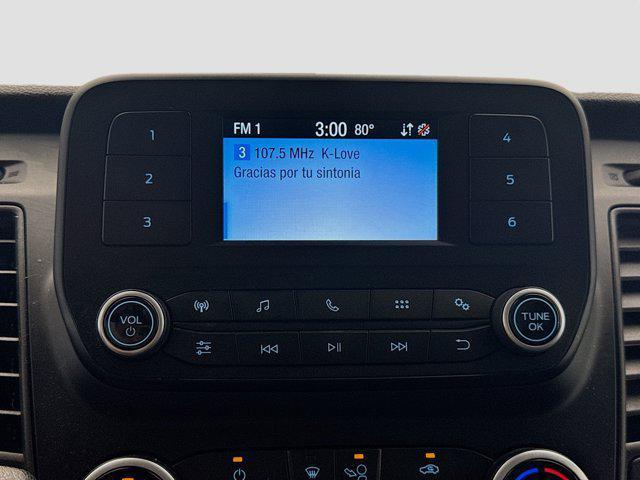 FM 1 3:00 80°
3 107.5 MHz K-Love
Gracias por tu sintonia
1
2
3
4
5
6
VOL
TUNE
OK